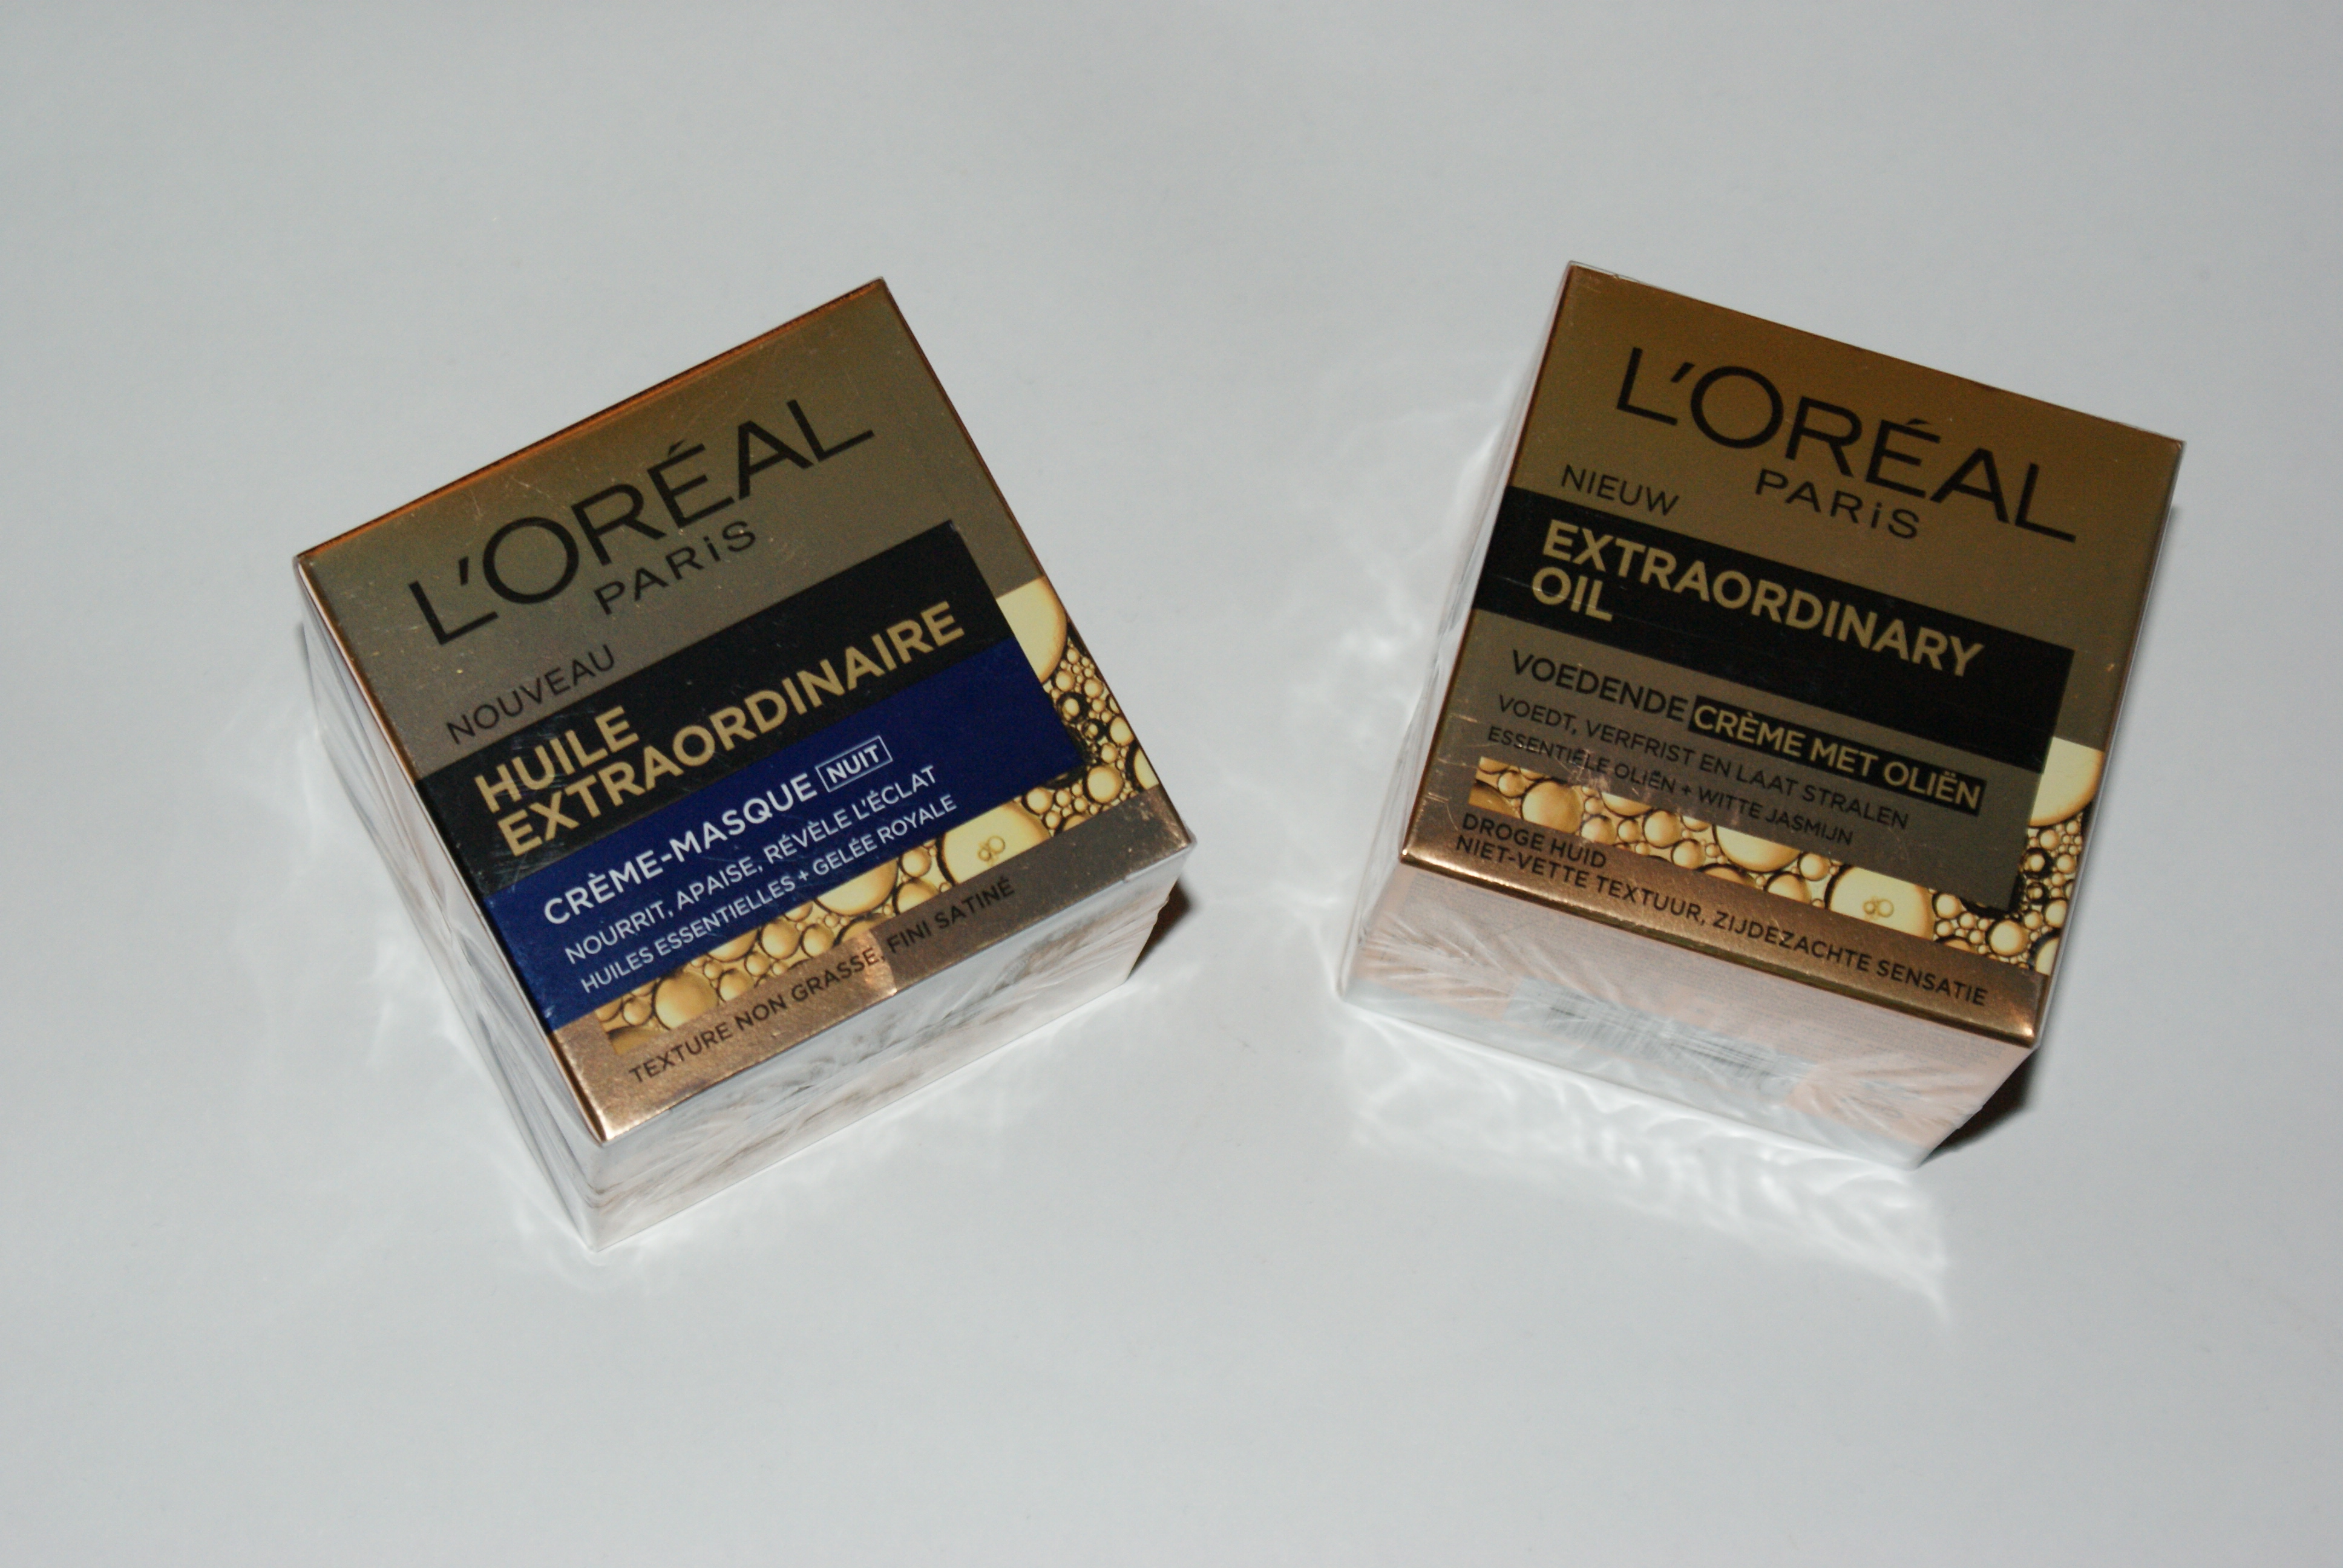 L'ORÉAL
PARiS
NOUVEAU
HUILE
EXTRAORDINAIRE
CRÈME-MASQUE NUIT
NOURRIT, APAISE, RÉVÈLE L'ÉCLAT
HUILES ESSENTIELLES + GELÉE ROYALE
TEXTURE NON GRASSE, FINI SATINÉ
L'ORÉAL
PARiS
NIEUW
EXTRAORDINARY
OIL
VOEDENDE CRÈME MET OLIËN
VOEDT, VERFRIST EN LAAT STRALEN
ESSENTIËLE OLIËN + WITTE JASMIJN
DROGE HUID
NIET-VETTE TEXTUUR, ZIJDEZACHTE SENSATIE